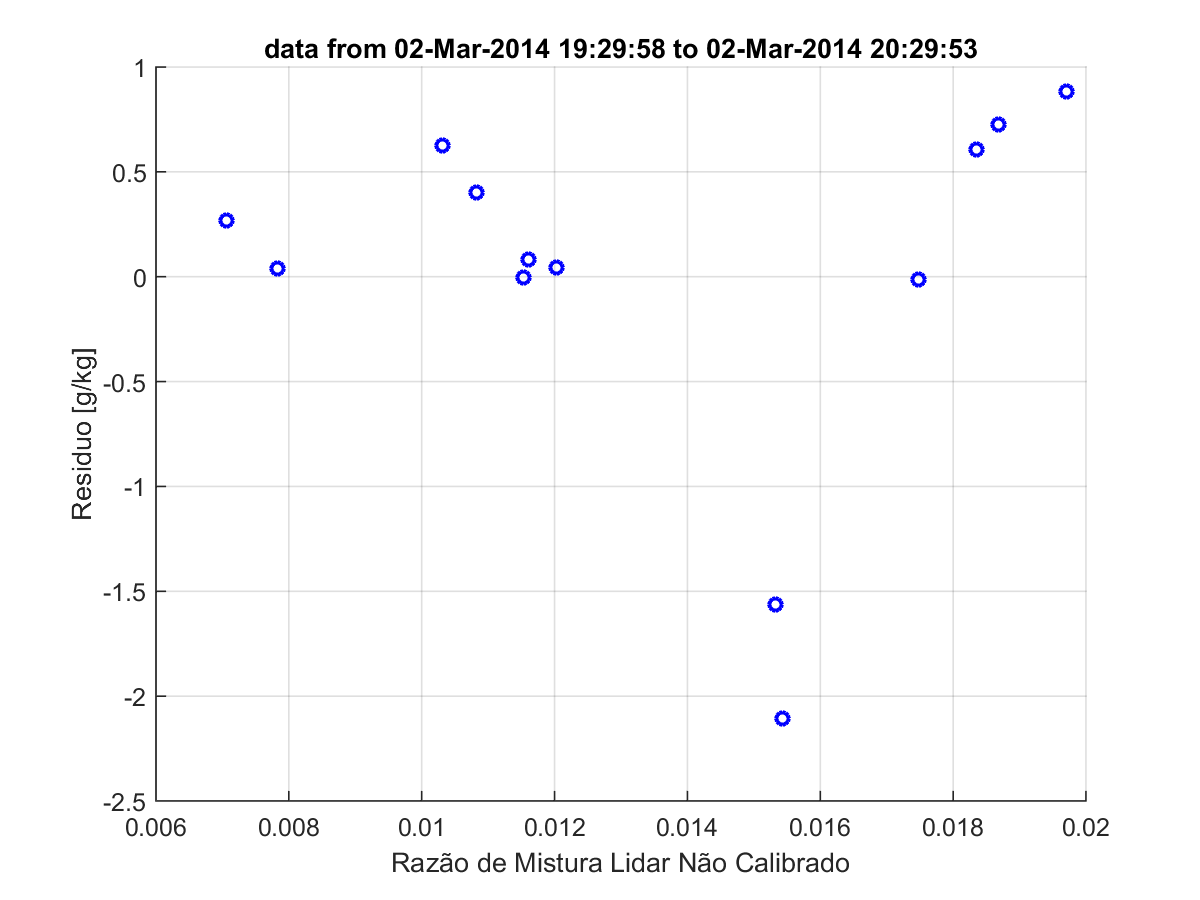 data from 02-Mar-2014 19:29:58 to 02-Mar-2014 20:29:53
1
0.5
0
-0.5
-1
-1.5
-2
-2.5
Residuo [g/kg]
0.006 0.008 0.01 0.012 0.014 0.016 0.018 0.02
Razão de Mistura Lidar Não Calibrado